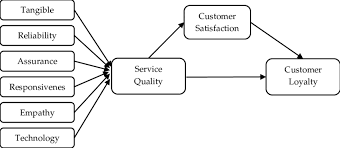 Tangible
Reliability
Assurance
Responsivenes
Empathy
Technology
Service
Quality
Customer
Satisfaction
Customer
Loyalty